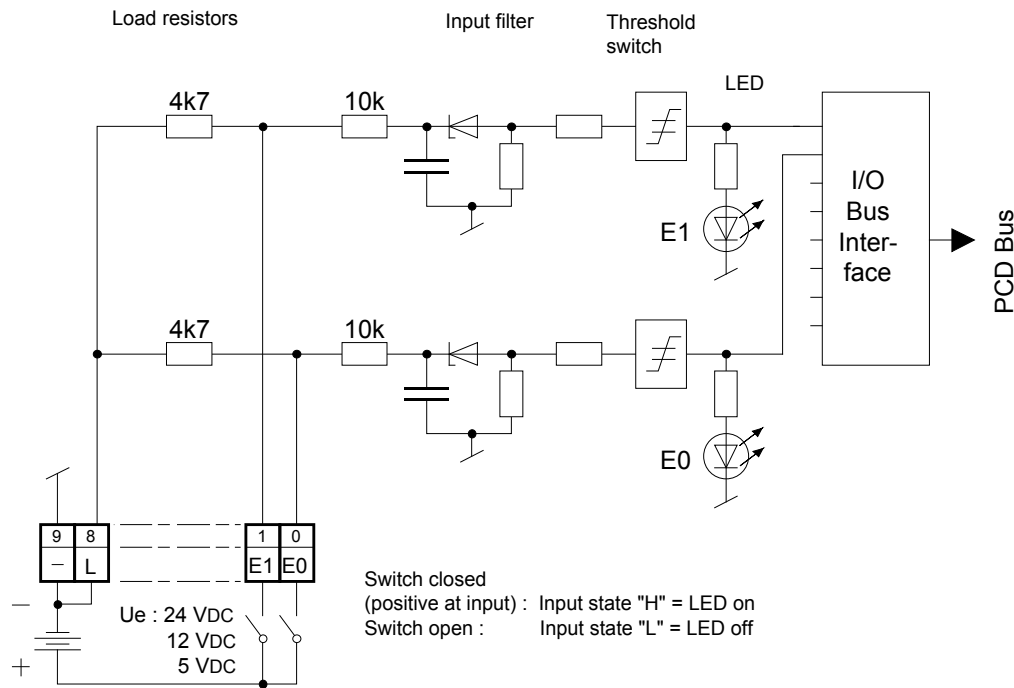 Load resistors
Input filter
Threshold
switch
LED
4k7
10k
I/O
Bus
Inter-
face
PCD Bus
E1
4k7
10k
E0
9 8 1 0
– L E1 E0
Switch closed
(positive at input) : Input state "H" = LED on
Switch open : Input state "L" = LED off
–
+
Ue : 24 VDC
12 VDC
5 VDC